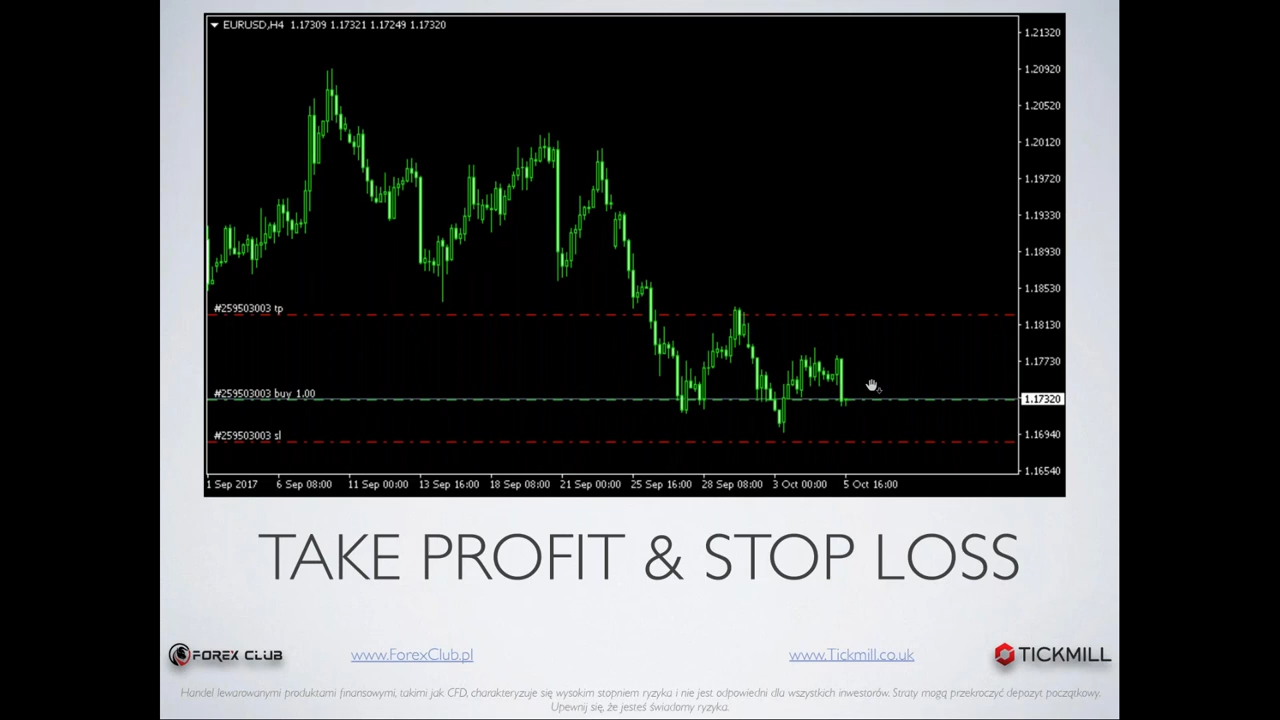 EURUSD,H4 1.17309 1.17321 1.17249 1.17320
1.21320
1.20920
1.20520
1.20120
1.19720
1.19330
1.18930
1.18530
#259503003 tp
1.18130
1.17730
#259503003 buy 1.00
1.17320
#259503003 sl
1.16940
1.16540
1 Sep 2017 6 Sep 08:00 11 Sep 00:00 13 Sep 16:00 18 Sep 08:00 21 Sep 00:00 25 Sep 16:00 28 Sep 08:00 3 Oct 00:00 5 Oct 16:00
TAKE PROFIT & STOP LOSS
FOREX CLUB www.ForexClub.pl www.Tickmill.co.uk TICKMILL
Handel lewarowanymi produktami finansowymi, takimi jak CFD, charakteryzuje się wysokim stopniem ryzyka i nie jest odpowiedni dla wszystkich inwestorów. Straty mogą przekroczyć depozyt początkowy.
Upewnij się, że jesteś świadomy ryzyka.